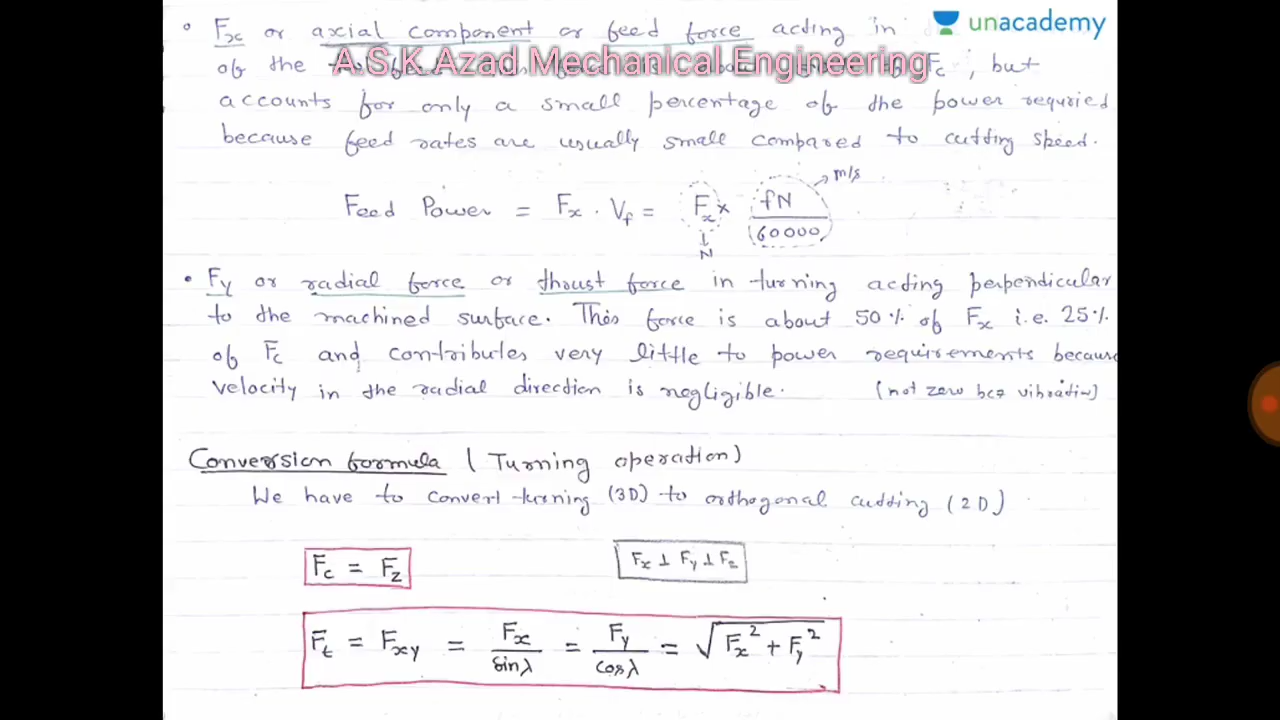 • Fx or axial component or feed force acting in
unacademy
A.S.K Azad Mechanical Engineering
of the Fc, but
accounts for only a small percentage of the power requried
because feed rates are usually small compared to cutting speed.
Feed Power = Fx . Vf = Fx × fN / 60000
m/s
N
• Fy or radial force or thoust force in turning acting perpendicular
to the machined surface. This force is about 50% of Fx i.e. 25%
of Fc and contributes very little to power requirements because
velocity in the radial direction is negligible. (not zero bcz vibration)
Conversion formula (Turning operation)
We have to convert turning (3D) to orthogonal cutting (2D)
Fc = Fz
Fx ⊥ Fy ⊥ Fz
Ft = Fxy = Fx / sinλ = Fy / cosλ = √Fx² + Fy²